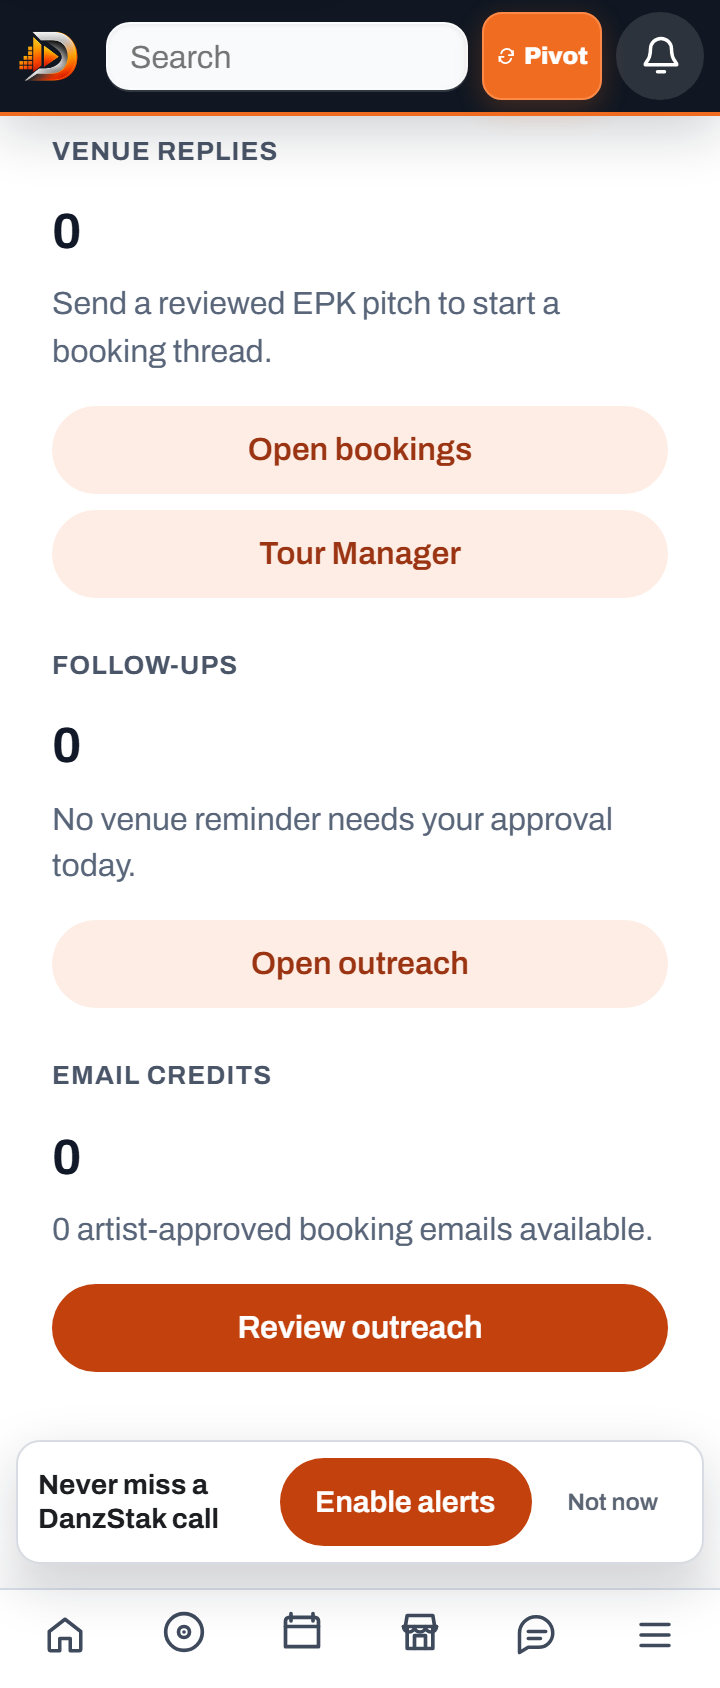 Search
Pivot
VENUE REPLIES
0
Send a reviewed EPK pitch to start a
booking thread.
Open bookings
Tour Manager
FOLLOW-UPS
0
No venue reminder needs your approval
today.
Open outreach
EMAIL CREDITS
0
0 artist-approved booking emails available.
Review outreach
Never miss a
DanzStak call
Enable alerts
Not now